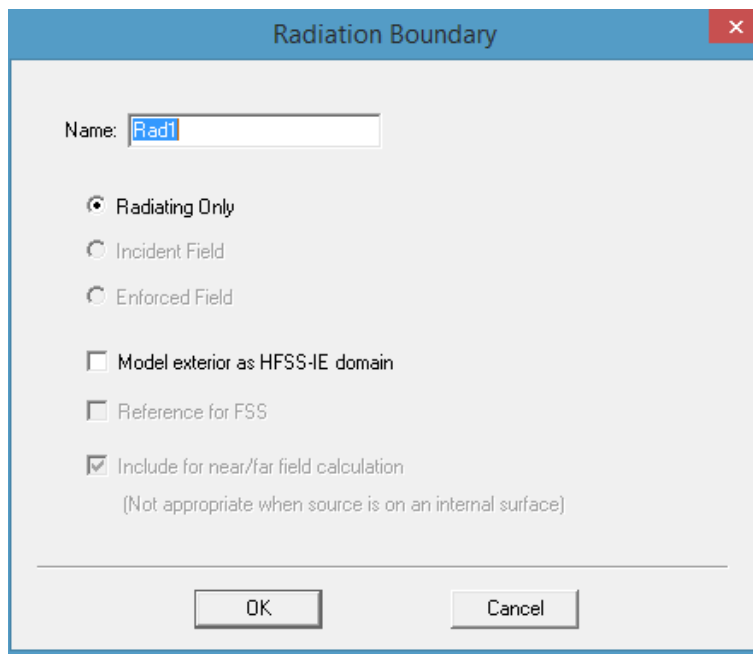 Radiation Boundary
Name: Rad1
Radiating Only
Incident Field
Enforced Field
Model exterior as HFSS-IE domain
Reference for FSS
Include for near/far field calculation
(Not appropriate when source is on an internal surface)
OK Cancel